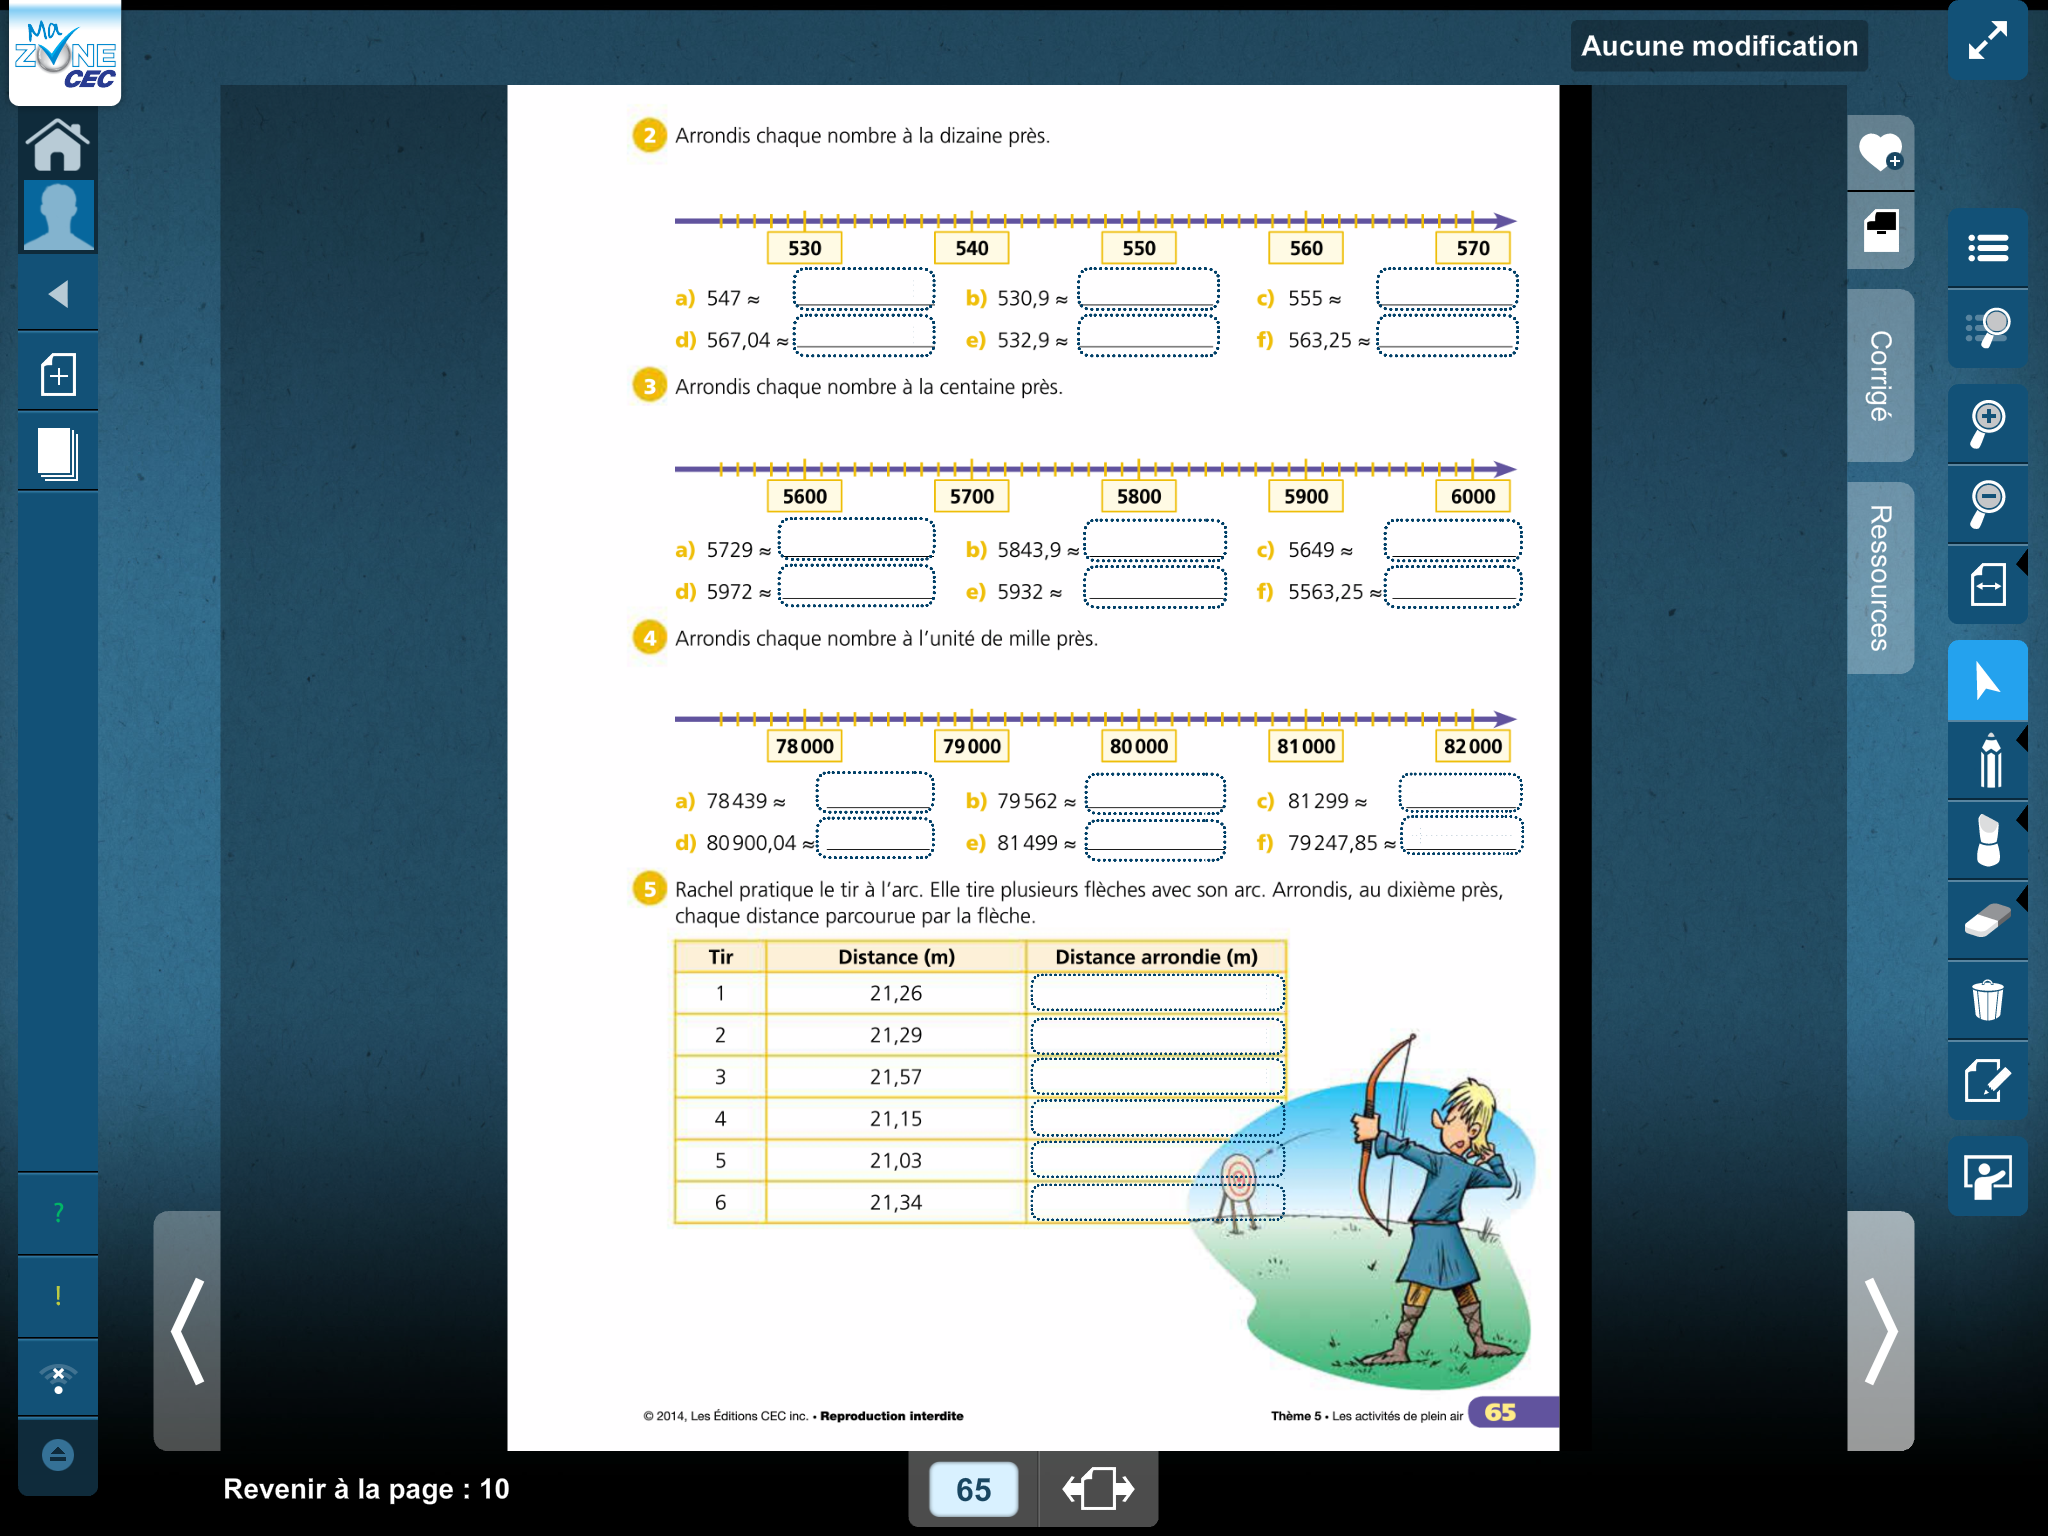 Ma
ZONE
CEC
Aucune modification
2 Arrondis chaque nombre à la dizaine près.
530 540 550 560 570
a) 547 ≈ b) 530,9 ≈ c) 555 ≈
d) 567,04 ≈ e) 532,9 ≈ f) 563,25 ≈
3 Arrondis chaque nombre à la centaine près.
5600 5700 5800 5900 6000
a) 5729 ≈ b) 5843,9 ≈ c) 5649 ≈
d) 5972 ≈ e) 5932 ≈ f) 5563,25 ≈
4 Arrondis chaque nombre à l’unité de mille près.
78 000 79 000 80 000 81 000 82 000
a) 78 439 ≈ b) 79 562 ≈ c) 81 299 ≈
d) 80 900,04 ≈ e) 81 499 ≈ f) 79 247,85 ≈
5 Rachel pratique le tir à l’arc. Elle tire plusieurs flèches avec son arc. Arrondis, au dixième près,
chaque distance parcourue par la flèche.
Tir Distance (m) Distance arrondie (m)
1 21,26
2 21,29
3 21,57
4 21,15
5 21,03
6 21,34
© 2014, Les Éditions CEC inc. • Reproduction interdite
Thème 5 • Les activités de plein air 65
Corrigé
Ressources
?
!
Revenir à la page : 10
65